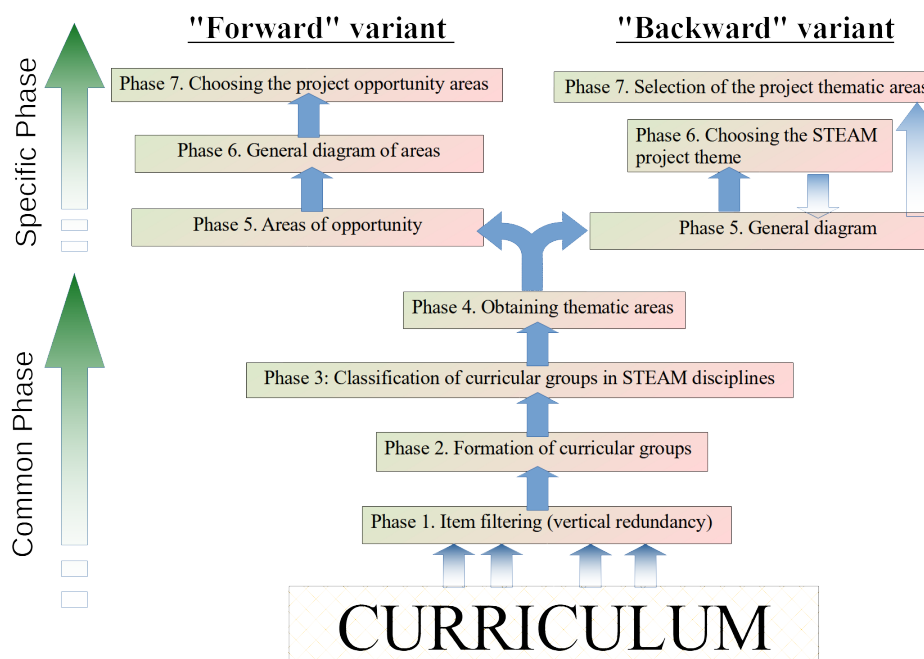 "Forward" variant
"Backward" variant
Specific Phase
Phase 7. Choosing the project opportunity areas
Phase 7. Selection of the project thematic areas
Phase 6. General diagram of areas
Phase 6. Choosing the STEAM
project theme
Phase 5. Areas of opportunity
Phase 5. General diagram
Common Phase
Phase 4. Obtaining thematic areas
Phase 3: Classification of curricular groups in STEAM disciplines
Phase 2. Formation of curricular groups
Phase 1. Item filtering (vertical redundancy)
CURRICULUM